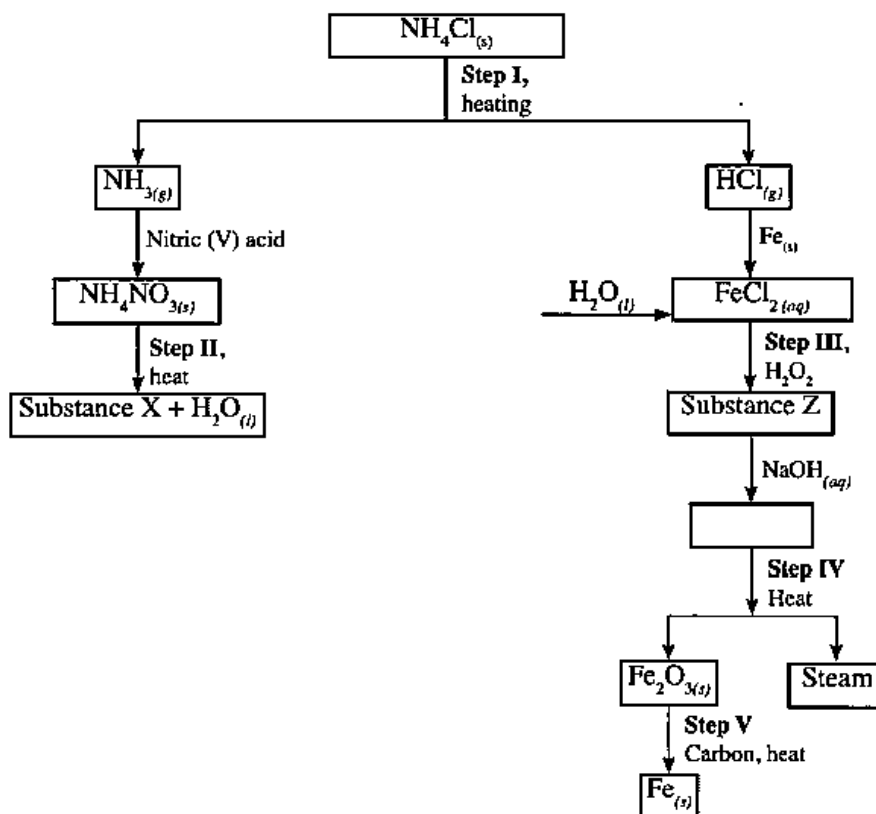 NH₄Cl(s)
Step I,
heating
NH₃(g)
HCl(g)
Nitric (V) acid
Fe(s)
NH₄NO₃(s)
H₂O(l)
FeCl₂(aq)
Step II,
heat
Step III,
H₂O₂
Substance X + H₂O(l)
Substance Z
NaOH(aq)
Step IV
Heat
Fe₂O₃(s)
Steam
Step V
Carbon, heat
Fe(s)